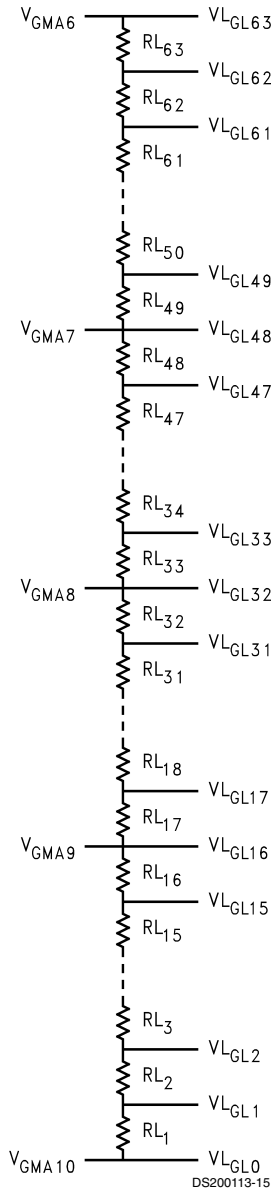 VGMA6 VLGL63
RL63
VLGL62
RL62
VLGL61
RL61
RL50
VLGL49
RL49
VGMA7 VLGL48
RL48
VLGL47
RL47
RL34
VLGL33
RL33
VGMA8 VLGL32
RL32
VLGL31
RL31
RL18
VLGL17
RL17
VGMA9 VLGL16
RL16
VLGL15
RL15
RL3
VLGL2
RL2
VLGL1
RL1
VGMA10 VLGL0
DS200113-15